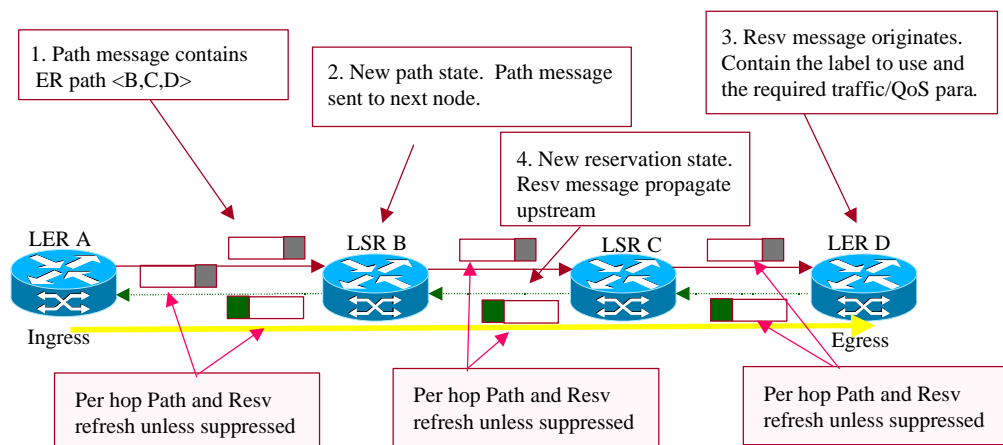 1. Path message contains
ER path <B,C,D>
2. New path state. Path message
sent to next node.
3. Resv message originates.
Contain the label to use and
the required traffic/QoS para.
4. New reservation state.
Resv message propagate
upstream
LER A
LSR B
LSR C
LER D
Ingress
Egress
Per hop Path and Resv
refresh unless suppressed
Per hop Path and Resv
refresh unless suppressed
Per hop Path and Resv
refresh unless suppressed